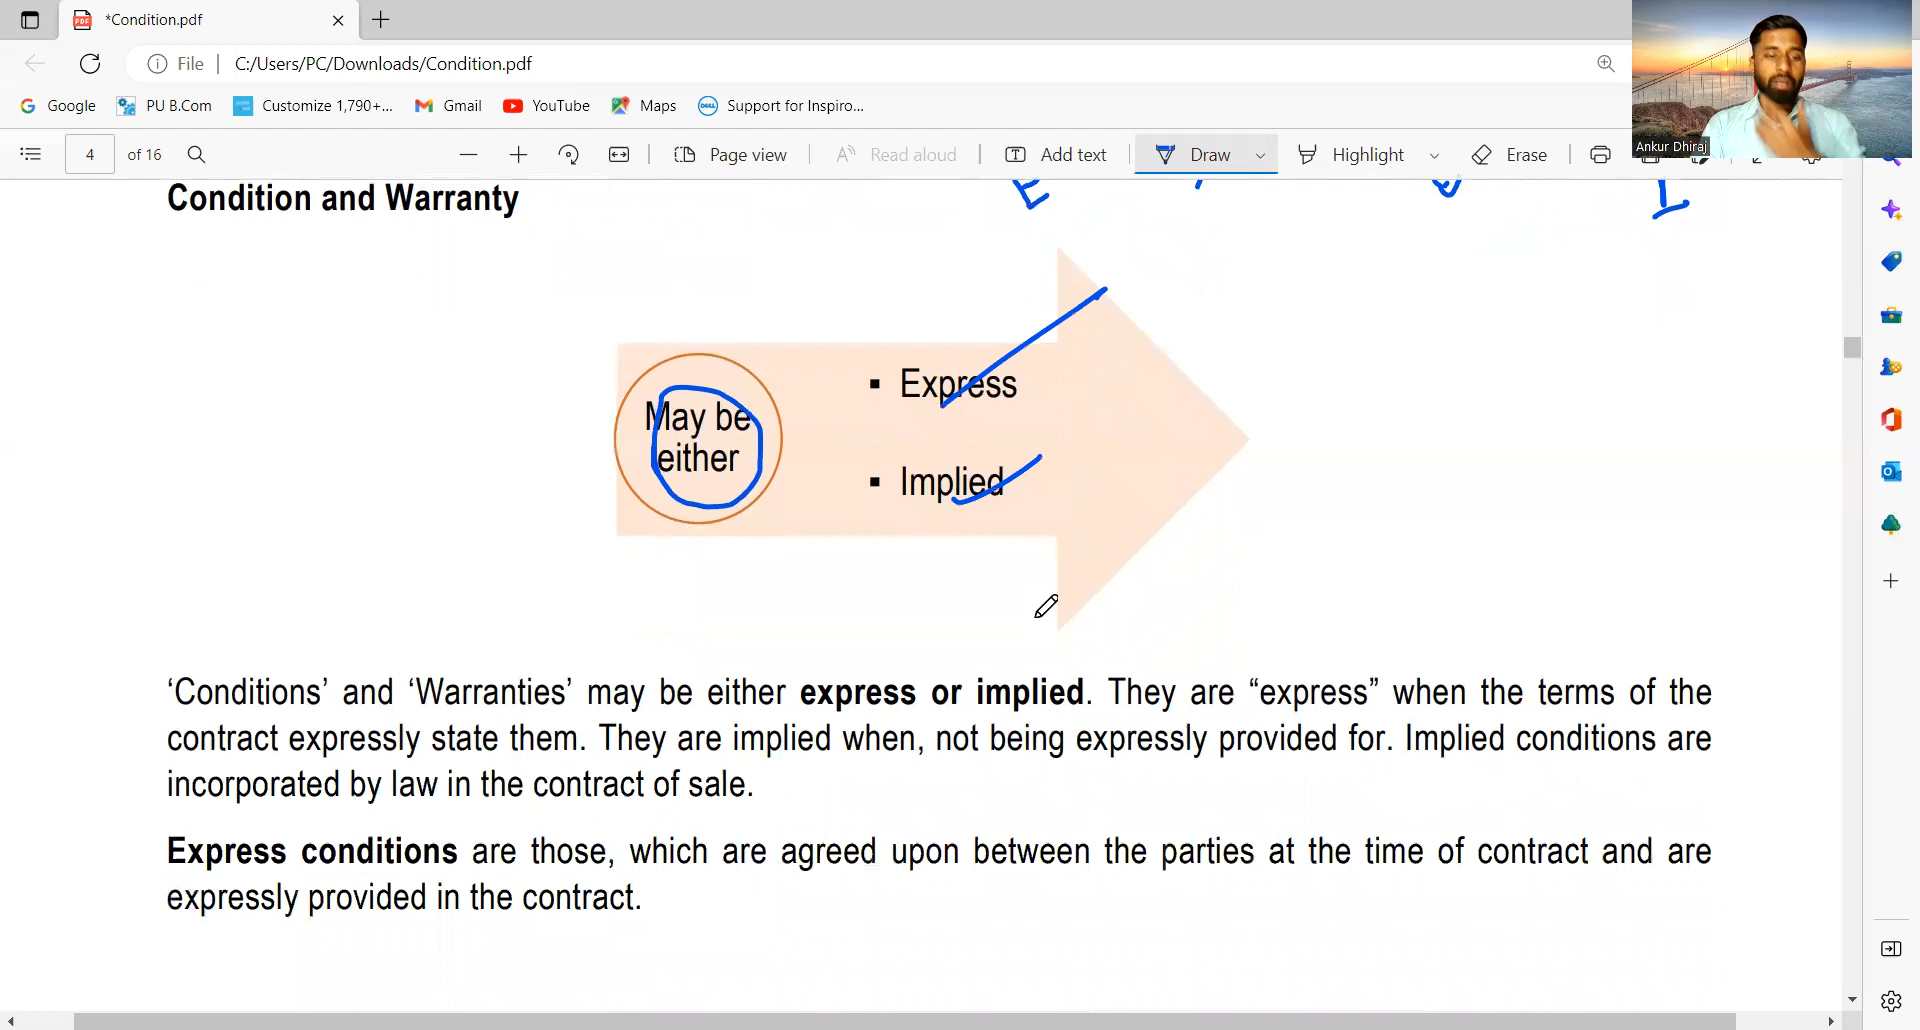 *Condition.pdf
File
C:/Users/PC/Downloads/Condition.pdf
Google
PU B.Com
Customize 1,790+...
Gmail
YouTube
Maps
Support for Inspiro...
4 of 16
Page view
Read aloud
Add text
Draw
Highlight
Erase
Ankur Dhiraj
E
I
Condition and Warranty
May be
either
▪ Express
▪ Implied
‘Conditions’ and ‘Warranties’ may be either express or implied. They are “express” when the terms of the
contract expressly state them. They are implied when, not being expressly provided for. Implied conditions are
incorporated by law in the contract of sale.
Express conditions are those, which are agreed upon between the parties at the time of contract and are
expressly provided in the contract.